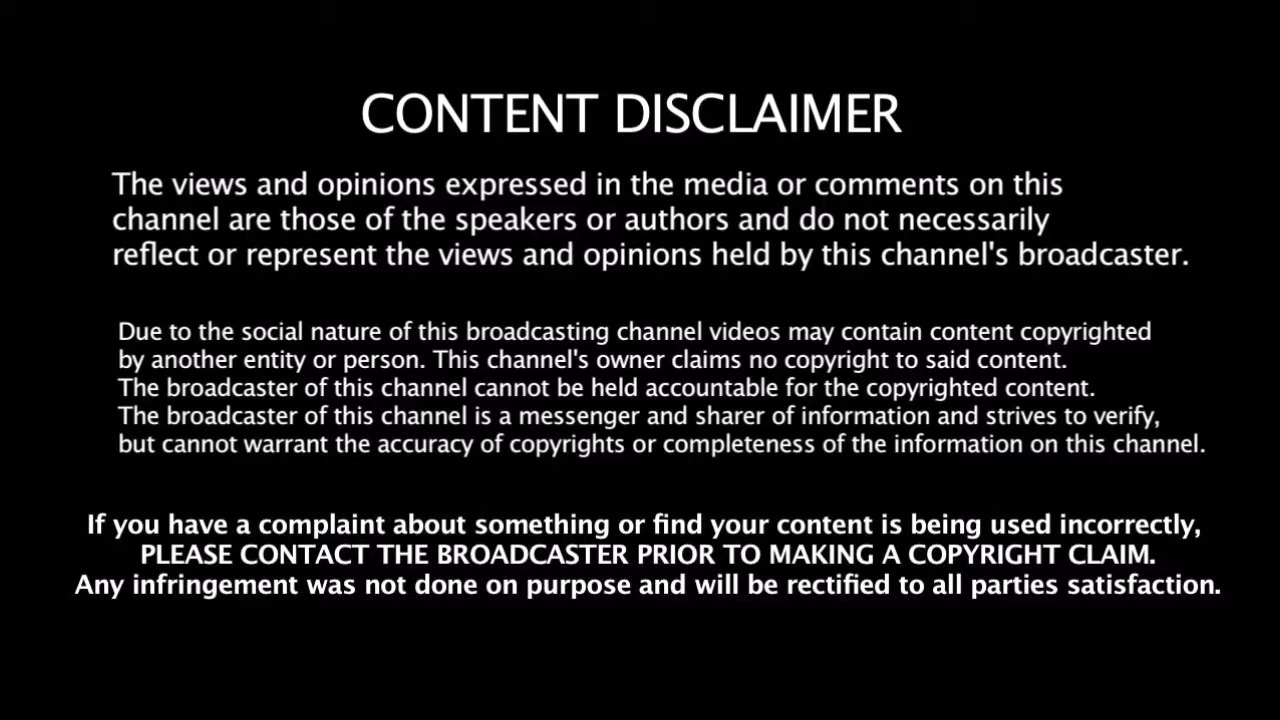 CONTENT DISCLAIMER
The views and opinions expressed in the media or comments on this
channel are those of the speakers or authors and do not necessarily
reflect or represent the views and opinions held by this channel's broadcaster.
Due to the social nature of this broadcasting channel videos may contain content copyrighted
by another entity or person. This channel's owner claims no copyright to said content.
The broadcaster of this channel cannot be held accountable for the copyrighted content.
The broadcaster of this channel is a messenger and sharer of information and strives to verify,
but cannot warrant the accuracy of copyrights or completeness of the information on this channel.
If you have a complaint about something or find your content is being used incorrectly,
PLEASE CONTACT THE BROADCASTER PRIOR TO MAKING A COPYRIGHT CLAIM.
Any infringement was not done on purpose and will be rectified to all parties satisfaction.